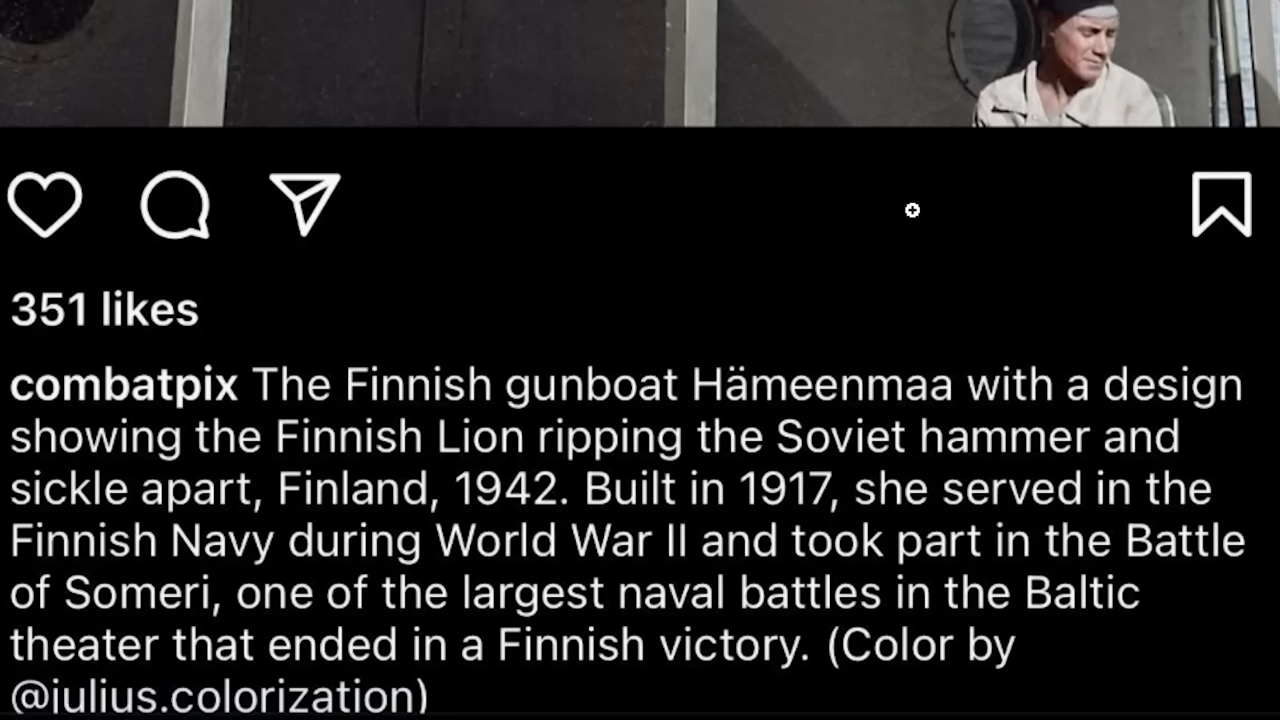 351 likes
combatpix The Finnish gunboat Hämeenmaa with a design
showing the Finnish Lion ripping the Soviet hammer and
sickle apart, Finland, 1942. Built in 1917, she served in the
Finnish Navy during World War II and took part in the Battle
of Someri, one of the largest naval battles in the Baltic
theater that ended in a Finnish victory. (Color by
@julius.colorization)